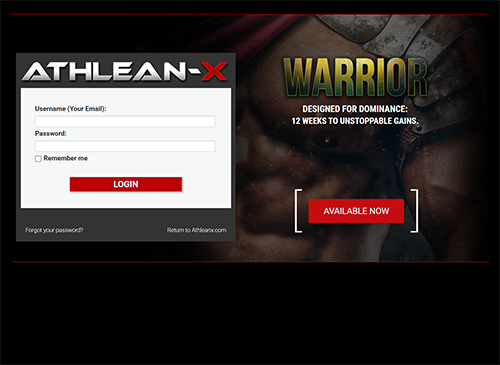 ATHLEAN-X
Username (Your Email):
Password:
Remember me
LOGIN
Forgot your password?
Return to Athleanx.com
WARRIOR
DESIGNED FOR DOMINANCE:
12 WEEKS TO UNSTOPPABLE GAINS.
AVAILABLE NOW